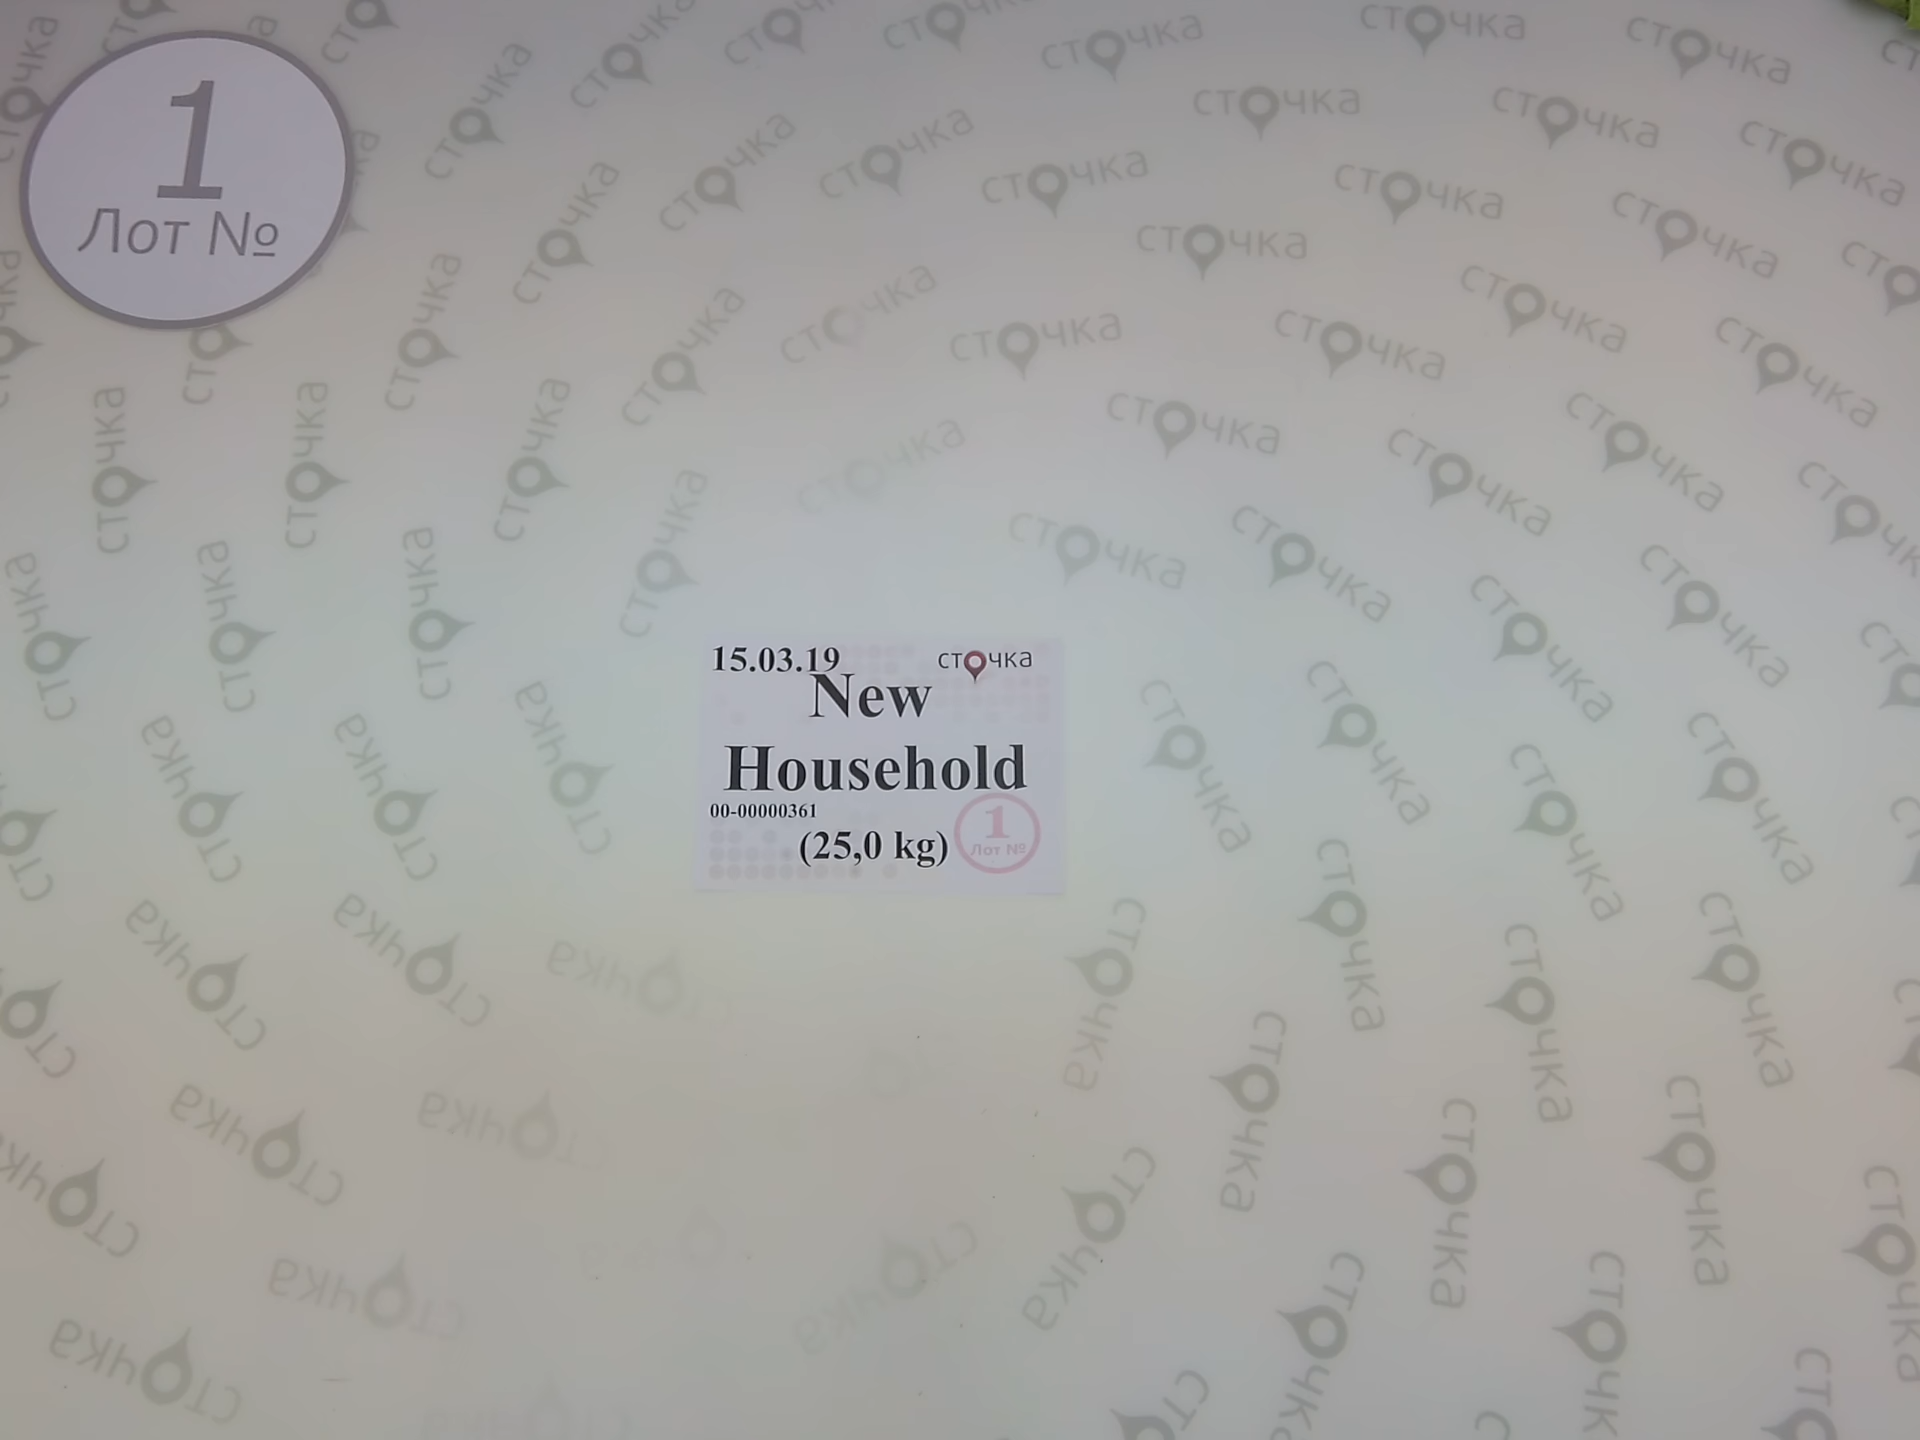 1
Лот №
15.03.19
сточка
New
Household
00-00000361
(25,0 kg)
1
Лот №
сточка